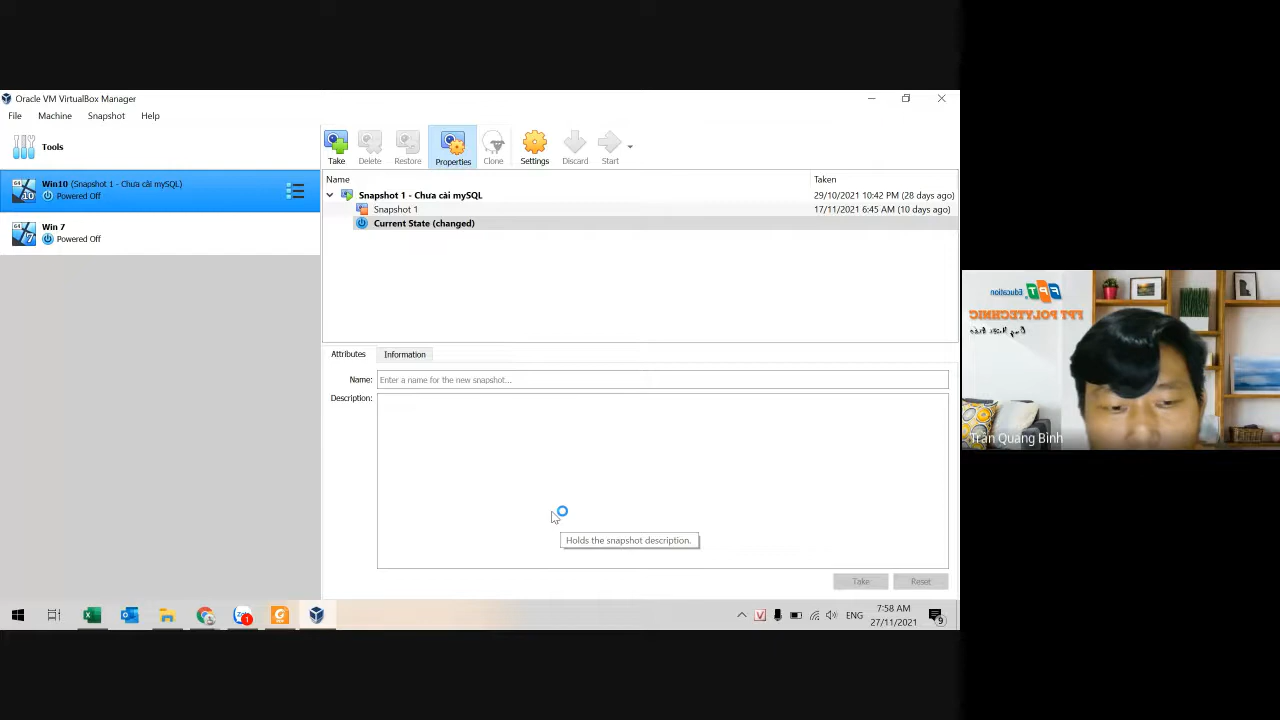 Oracle VM VirtualBox Manager
File Machine Snapshot Help
Tools
Take Delete Restore Properties Clone Settings Discard Start
Win10 (Snapshot 1 - Chưa cài mySQL)
Powered Off
Win 7
Powered Off
Name Taken
Snapshot 1 - Chưa cài mySQL 29/10/2021 10:42 PM (28 days ago)
Snapshot 1 17/11/2021 6:45 AM (10 days ago)
Current State (changed)
Attributes Information
Name: Enter a name for the new snapshot...
Description:
Holds the snapshot description.
Take Reset
ENG
7:58 AM
27/11/2021
FPT Education
FPT POLYTECHNIC
Trần Quang Bình